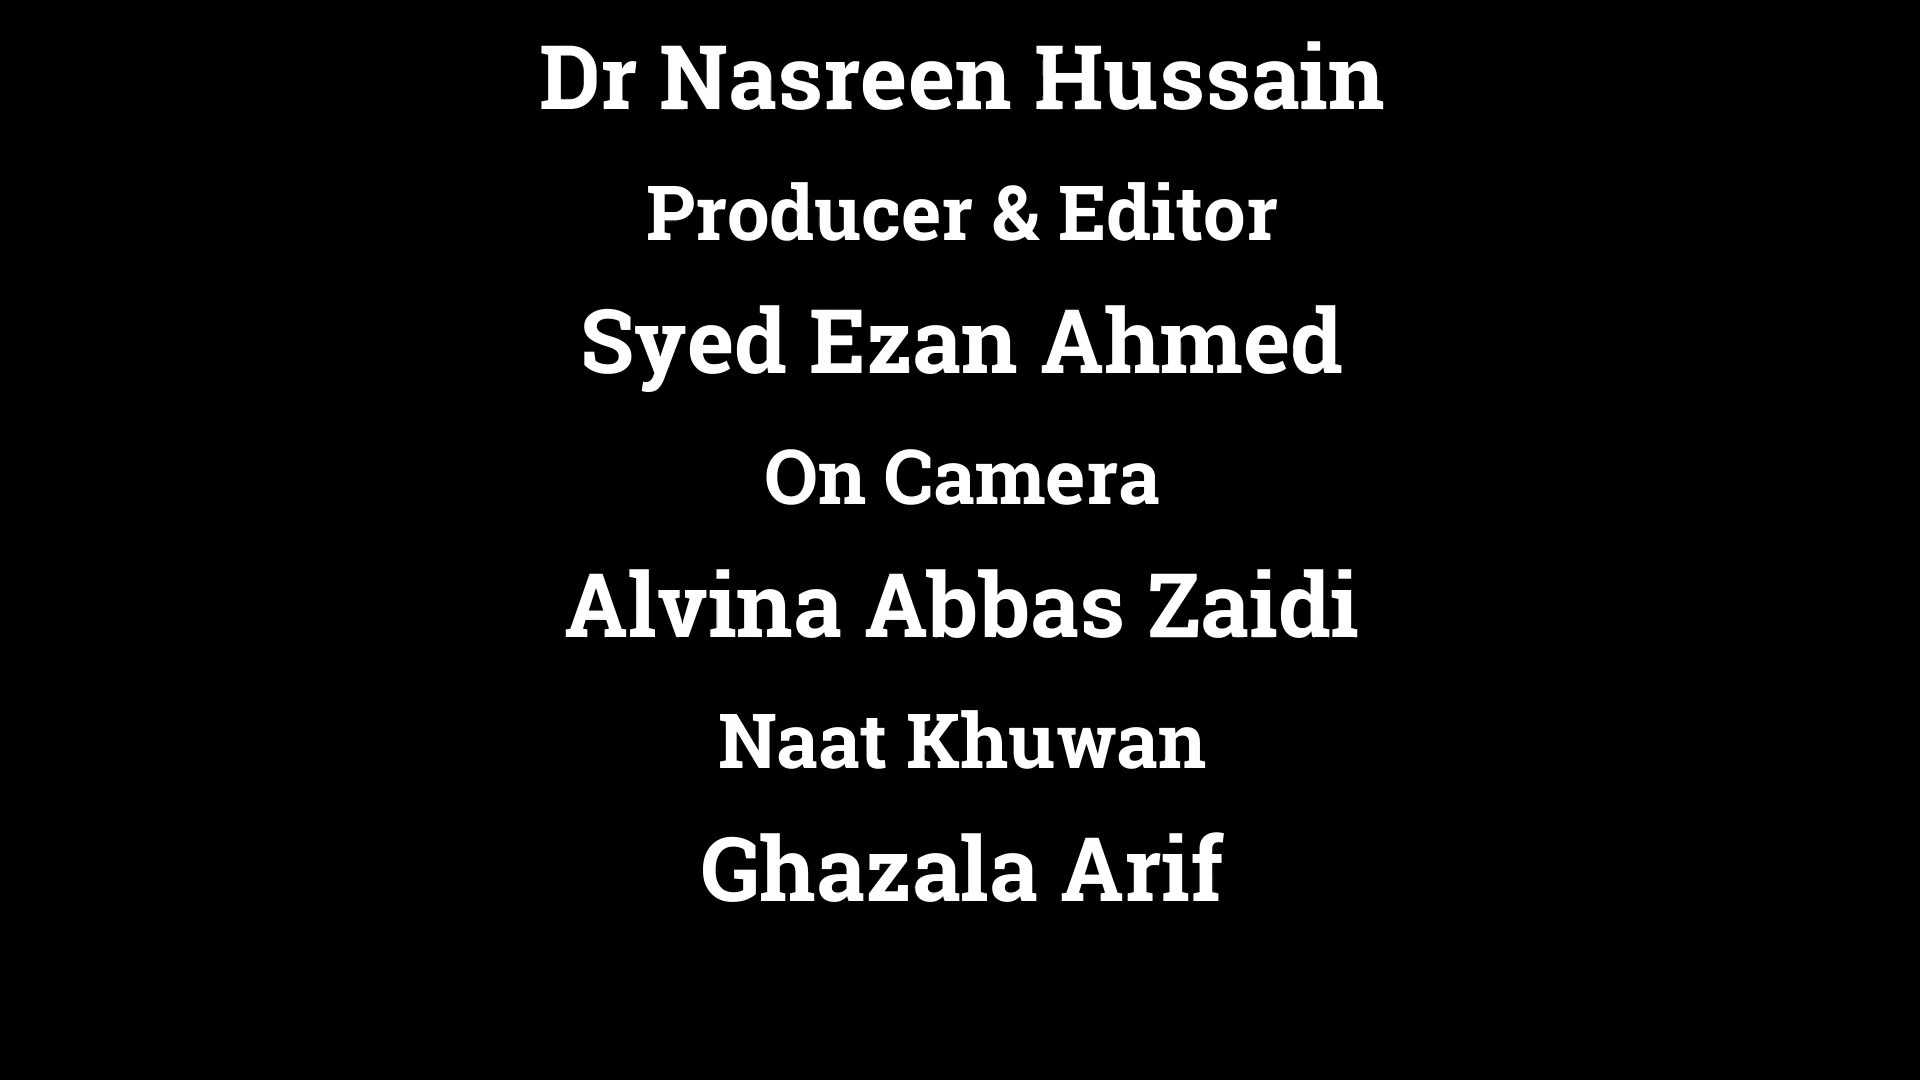 Dr Nasreen Hussain
Producer & Editor
Syed Ezan Ahmed
On Camera
Alvina Abbas Zaidi
Naat Khuwan
Ghazala Arif